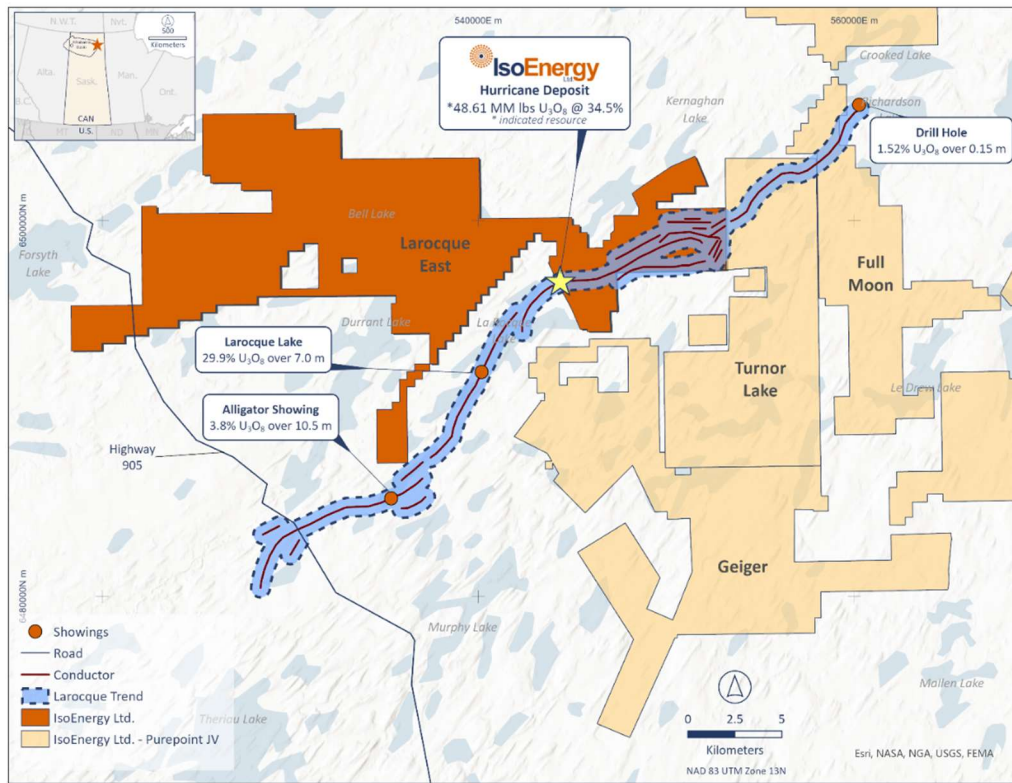 N.W.T.
Nvt.
500
Kilometers
Alta.
Sask.
Man.
B.C.
Ont.
CAN
U.S.
MT
ND
MN
540000E m
560000E m
6500000N m
6480000N m
IsoEnergy
Ltd.
Hurricane Deposit
*48.61 MM lbs U₃O₈ @ 34.5%
* indicated resource
Crooked Lake
Kernaghan
Lake
Richardson
Drill Hole
1.52% U₃O₈ over 0.15 m
Bell Lake
Forsyth
Lake
Larocque
East
Full
Moon
Durrant Lake
La Rocque
Larocque Lake
29.9% U₃O₈ over 7.0 m
Turnor
Lake
Le Drew Lake
Alligator Showing
3.8% U₃O₈ over 10.5 m
Highway
905
Geiger
Murphy Lake
Mallen Lake
Theriau Lake
Showings
Road
Conductor
Larocque Trend
IsoEnergy Ltd.
IsoEnergy Ltd. - Purepoint JV
0 2.5 5
Kilometers
NAD 83 UTM Zone 13N
Esri, NASA, NGA, USGS, FEMA